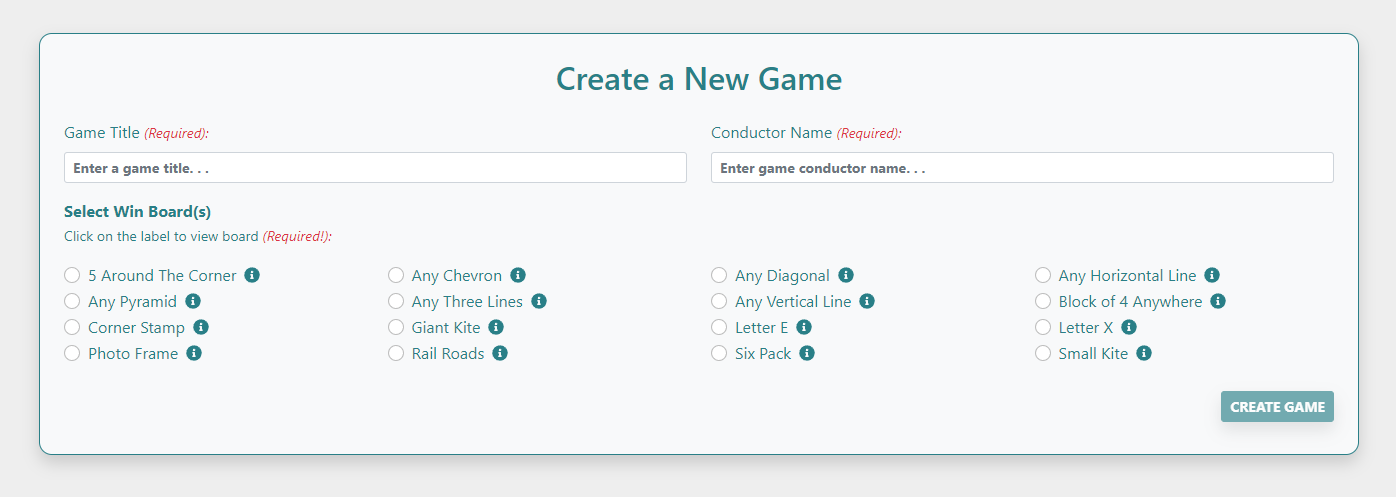 Create a New Game
Game Title (Required): Conductor Name (Required):
Enter a game title. . . Enter game conductor name. . .
Select Win Board(s)
Click on the label to view board (Required!):
5 Around The Corner Any Chevron Any Diagonal Any Horizontal Line
Any Pyramid Any Three Lines Any Vertical Line Block of 4 Anywhere
Corner Stamp Giant Kite Letter E Letter X
Photo Frame Rail Roads Six Pack Small Kite
CREATE GAME